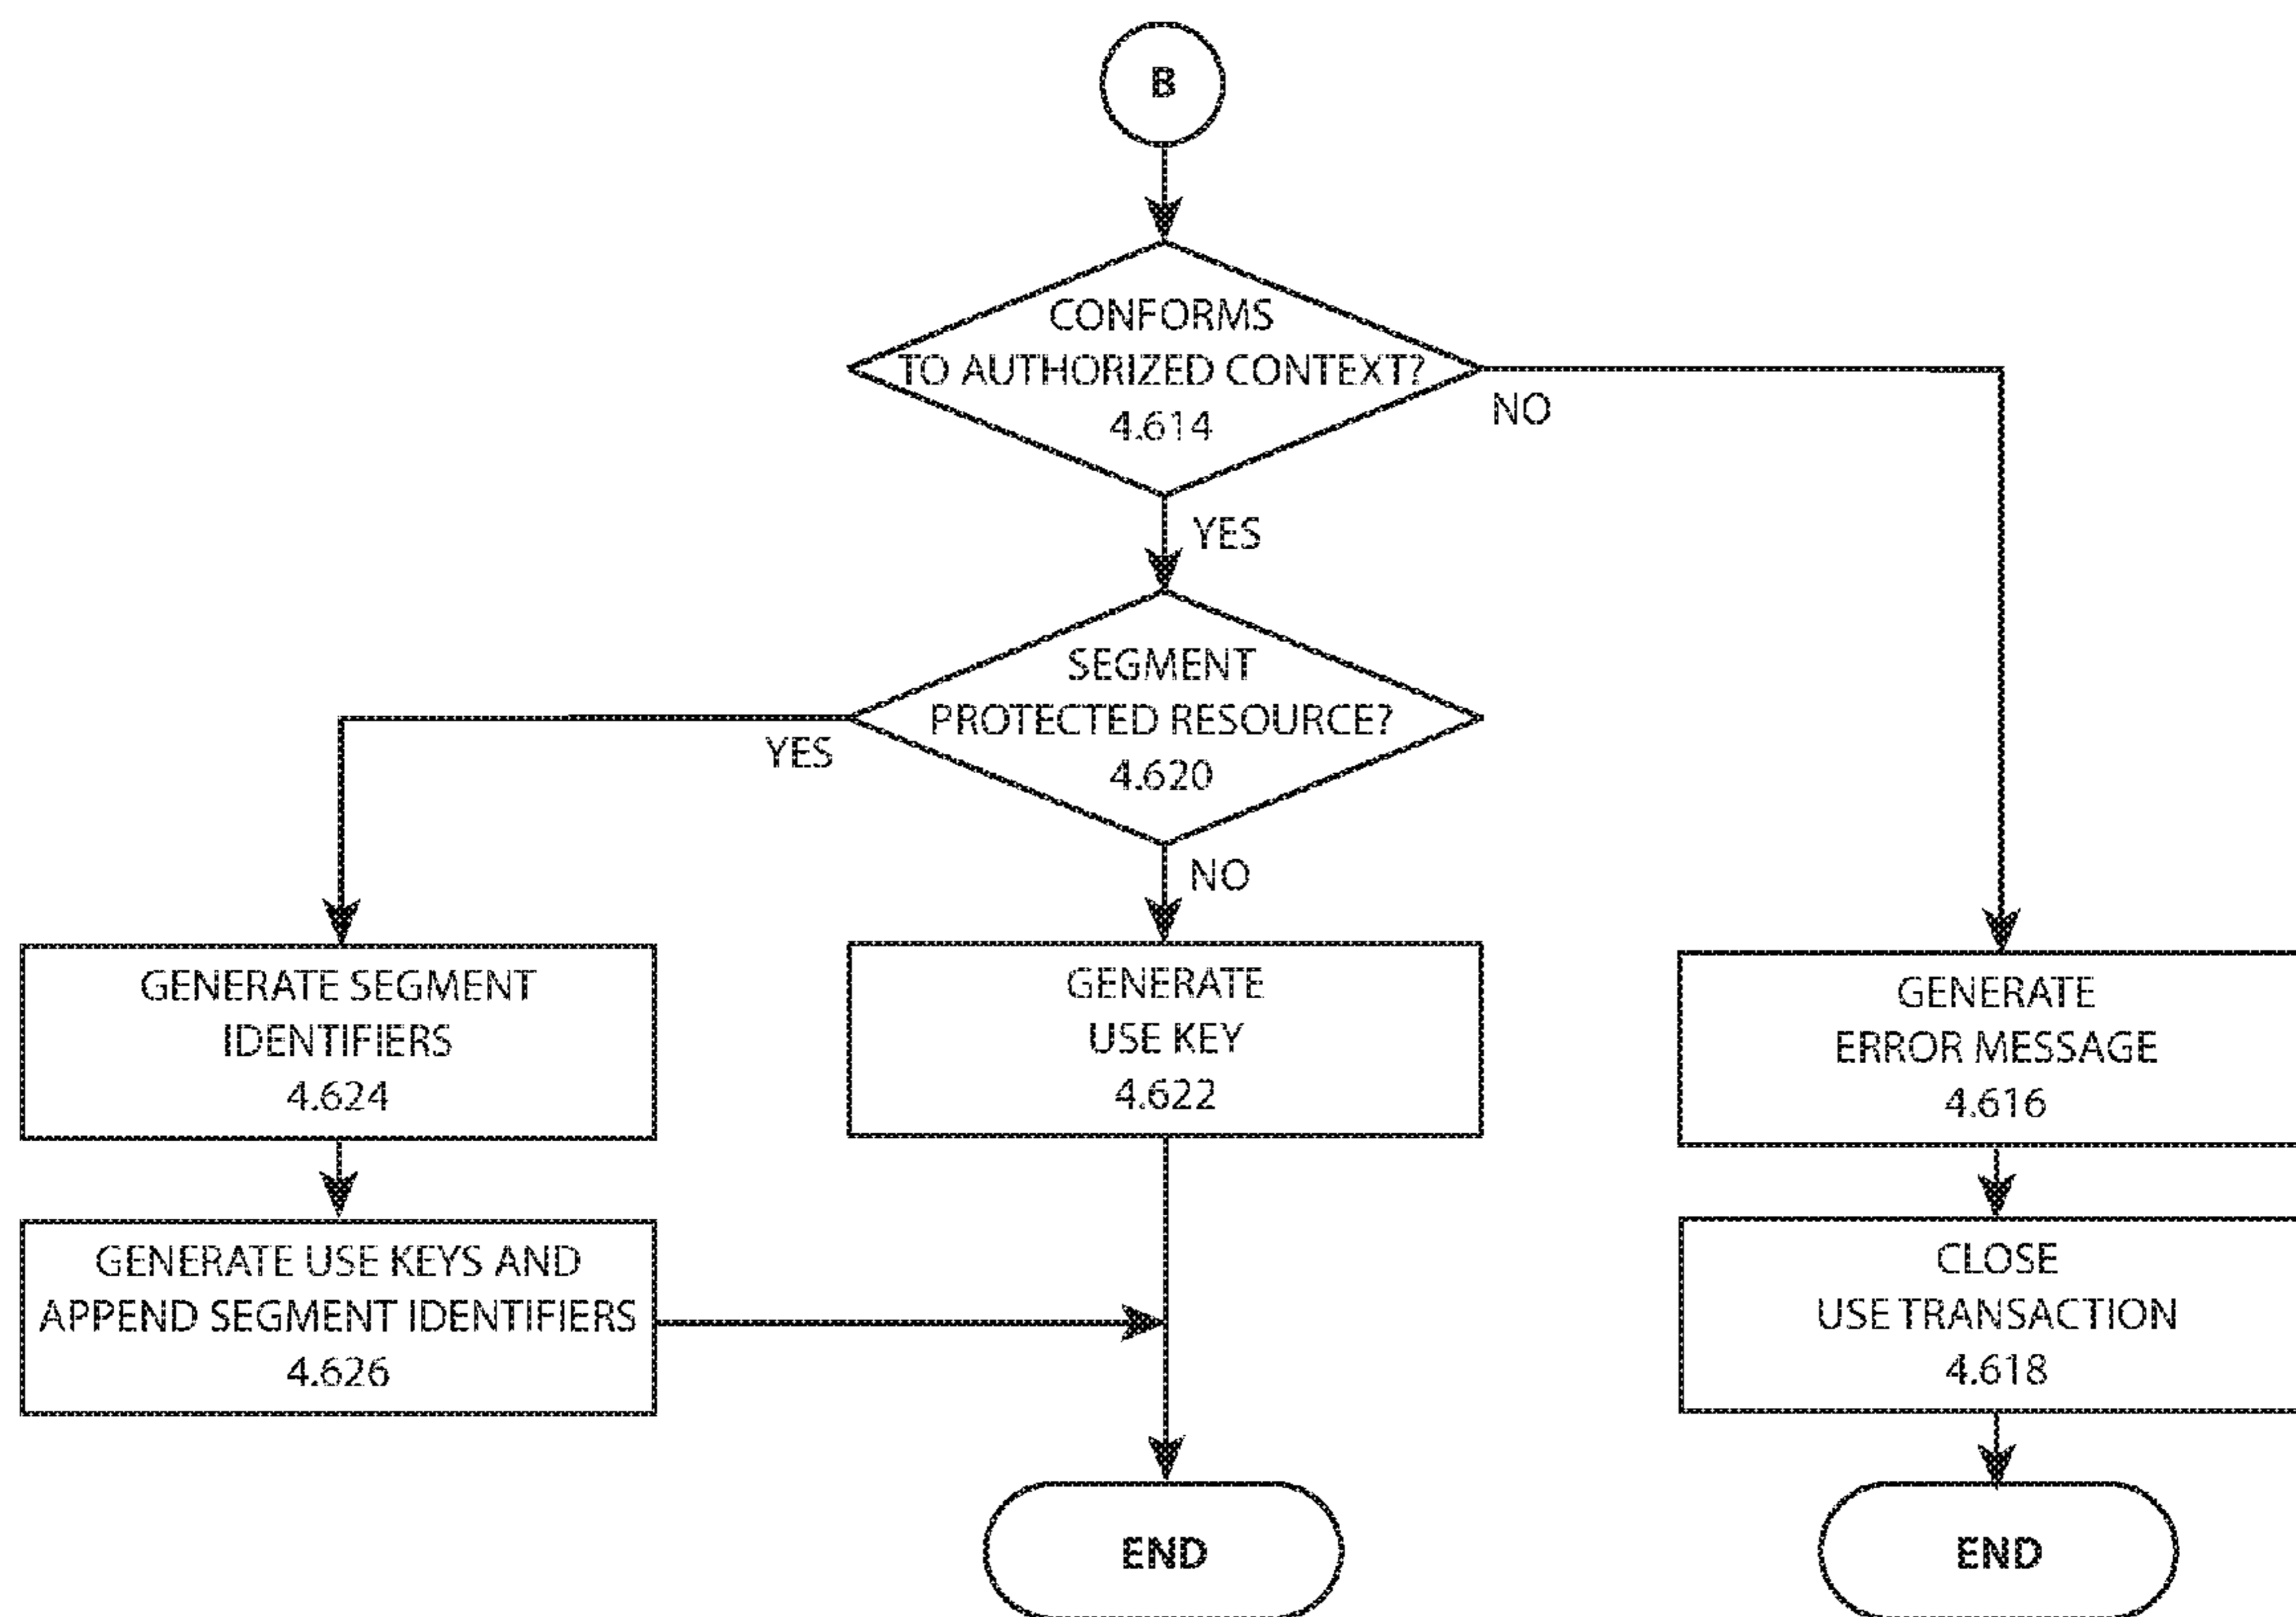 B
CONFORMS
TO AUTHORIZED CONTEXT?
4.614
NO
YES
SEGMENT
PROTECTED RESOURCE?
4.620
YES
NO
GENERATE SEGMENT
IDENTIFIERS
4.624
GENERATE
USE KEY
4.622
GENERATE
ERROR MESSAGE
4.616
GENERATE USE KEYS AND
APPEND SEGMENT IDENTIFIERS
4.626
CLOSE
USE TRANSACTION
4.618
END
END